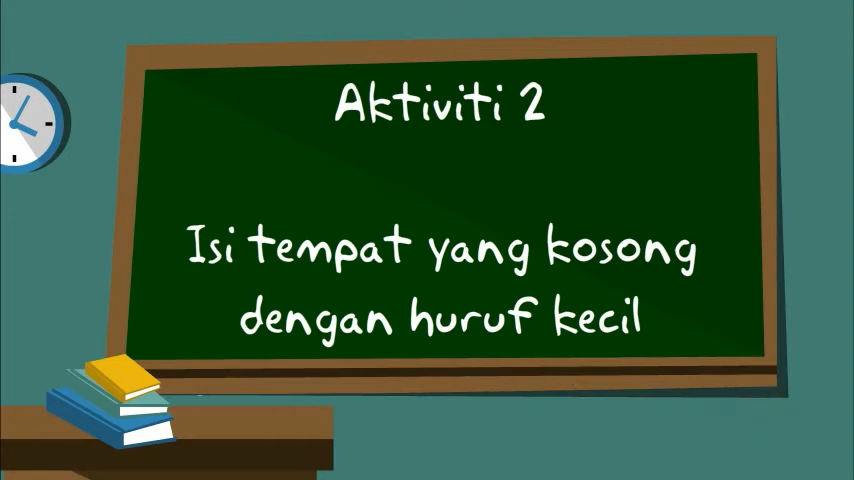 Aktiviti 2
Isi tempat yang kosong
dengan huruf kecil